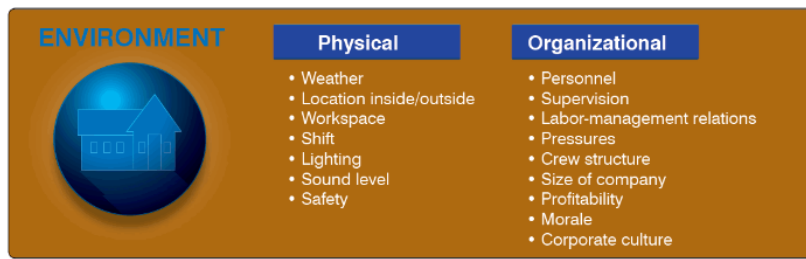 ENVIRONMENT
Physical
• Weather
• Location inside/outside
• Workspace
• Shift
• Lighting
• Sound level
• Safety
Organizational
• Personnel
• Supervision
• Labor-management relations
• Pressures
• Crew structure
• Size of company
• Profitability
• Morale
• Corporate culture